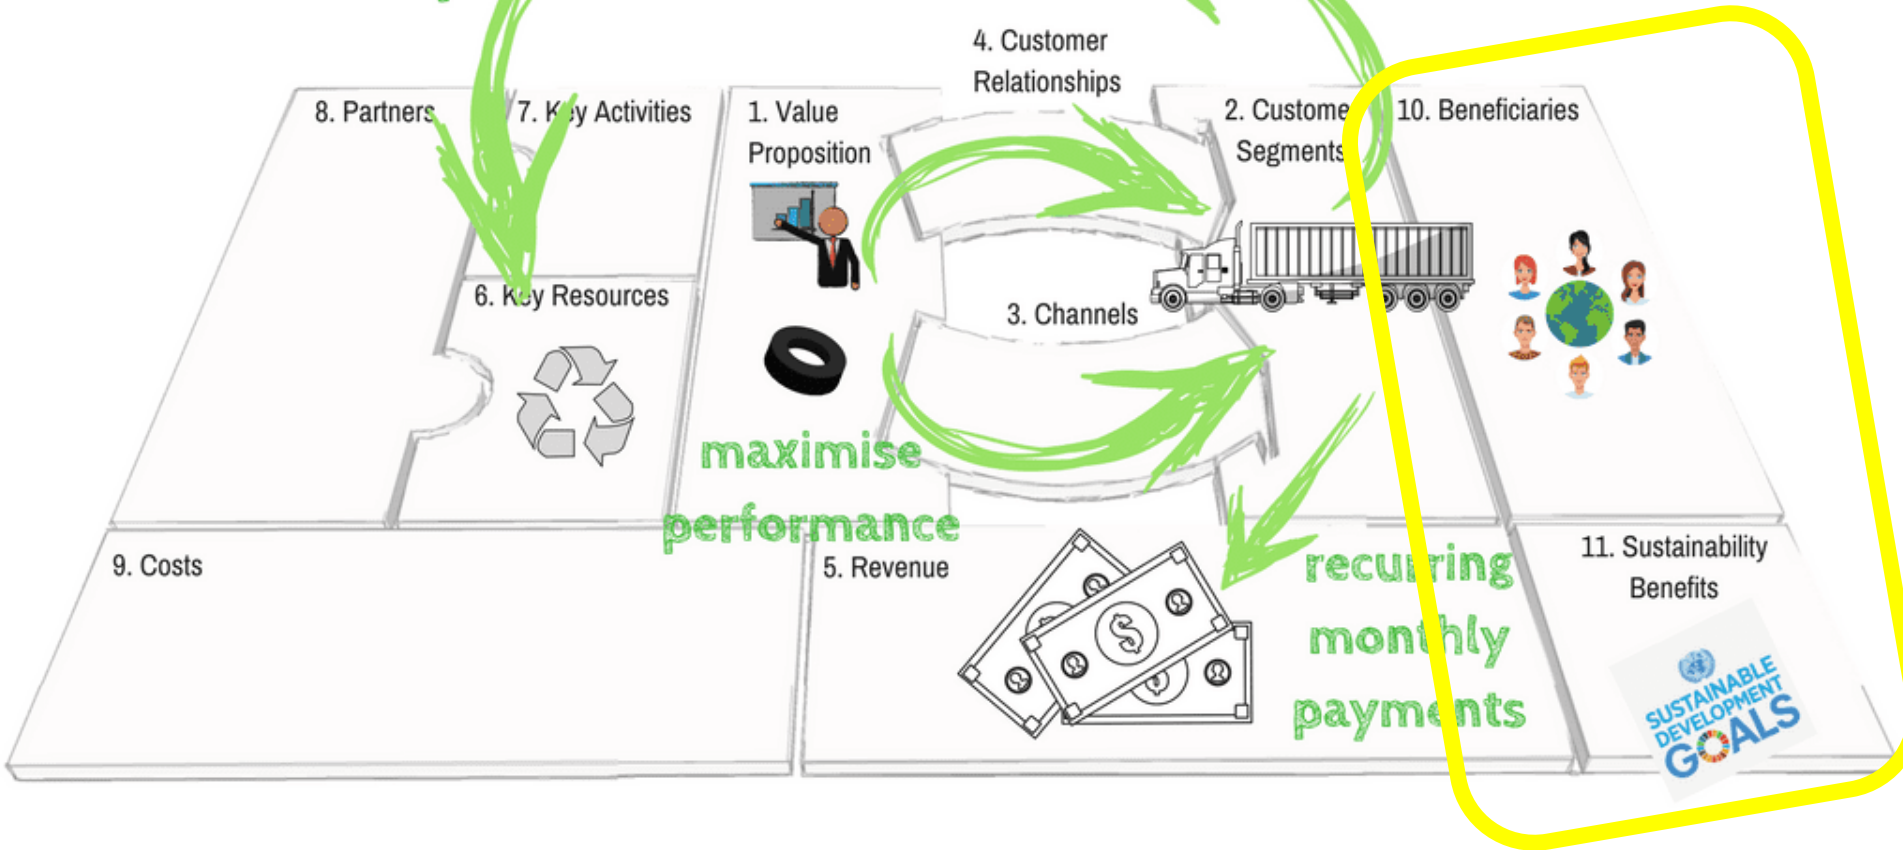 4. Customer
Relationships
8. Partners
7. Key Activities
1. Value
Proposition
2. Customer
Segments
10. Beneficiaries
6. Key Resources
3. Channels
maximise
performance
9. Costs
5. Revenue
recurring
monthly
payments
11. Sustainability
Benefits
SUSTAINABLE
DEVELOPMENT
GOALS